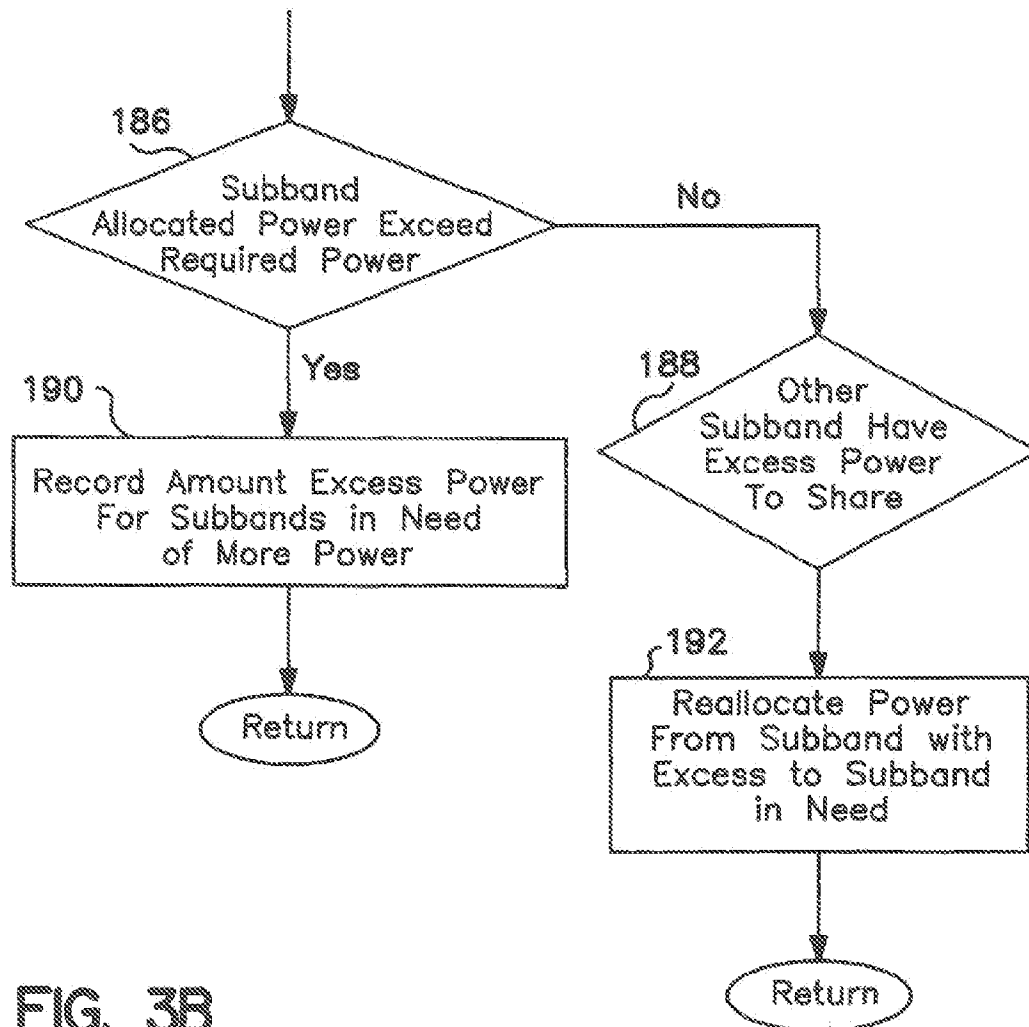 186
Subband
Allocated Power Exceed
Required Power
No
Yes
190
Record Amount Excess Power
For Subbands in Need
of More Power
Return
188
Other
Subband Have
Excess Power
To Share
192
Reallocate Power
From Subband with
Excess to Subband
in Need
Return
FIG. 3B